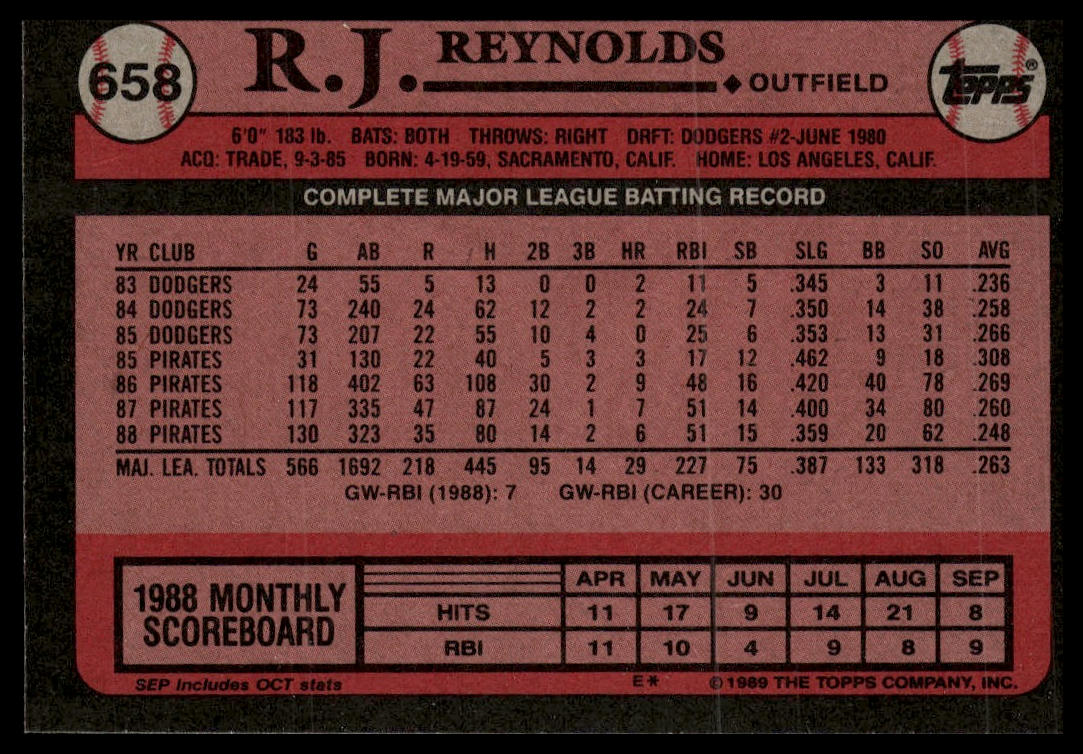 658
R.J. REYNOLDS
OUTFIELD
TOPPS®
6'0" 183 lb. BATS: BOTH THROWS: RIGHT DRFT: DODGERS #2-JUNE 1980
ACQ: TRADE, 9-3-85 BORN: 4-19-59, SACRAMENTO, CALIF. HOME: LOS ANGELES, CALIF.
COMPLETE MAJOR LEAGUE BATTING RECORD
YR CLUB G AB R H 2B 3B HR RBI SB SLG BB SO AVG
83 DODGERS 24 55 5 13 0 0 2 11 5 .345 3 11 .236
84 DODGERS 73 240 24 62 12 2 2 24 7 .350 14 38 .258
85 DODGERS 73 207 22 55 10 4 0 25 6 .353 13 31 .266
85 PIRATES 31 130 22 40 5 3 3 17 12 .462 9 18 .308
86 PIRATES 118 402 63 108 30 2 9 48 16 .420 40 78 .269
87 PIRATES 117 335 47 87 24 1 7 51 14 .400 34 80 .260
88 PIRATES 130 323 35 80 14 2 6 51 15 .359 20 62 .248
MAJ. LEA. TOTALS 566 1692 218 445 95 14 29 227 75 .387 133 318 .263
GW-RBI (1988): 7 GW-RBI (CAREER): 30
1988 MONTHLY SCOREBOARD
APR MAY JUN JUL AUG SEP
HITS 11 17 9 14 21 8
RBI 11 10 4 9 8 9
SEP Includes OCT stats E* ©1989 THE TOPPS COMPANY, INC.